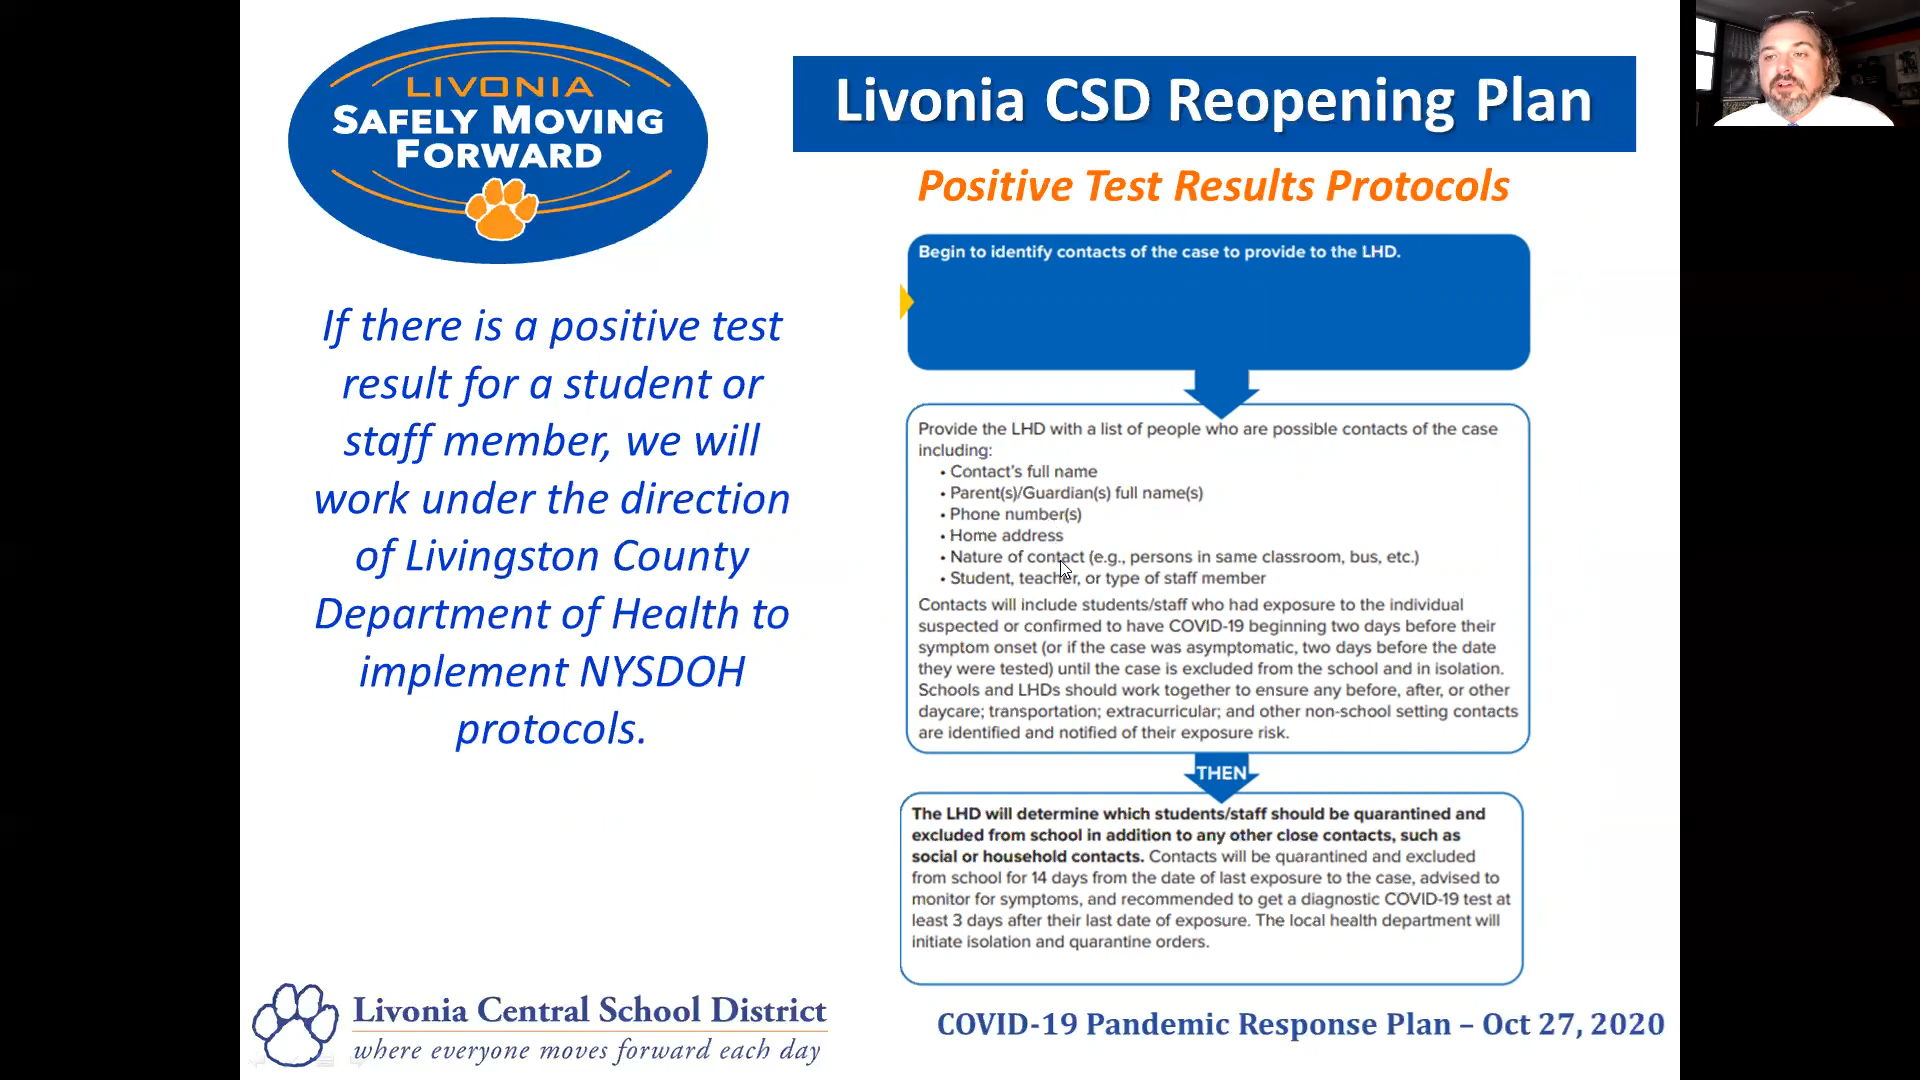 LIVONIA
SAFELY MOVING
FORWARD
Livonia CSD Reopening Plan
Positive Test Results Protocols
If there is a positive test
result for a student or
staff member, we will
work under the direction
of Livingston County
Department of Health to
implement NYSDOH
protocols.
Begin to identify contacts of the case to provide to the LHD.
Provide the LHD with a list of people who are possible contacts of the case
including:
• Contact's full name
• Parent(s)/Guardian(s) full name(s)
• Phone number(s)
• Home address
• Nature of contact (e.g., persons in same classroom, bus, etc.)
• Student, teacher, or type of staff member
Contacts will include students/staff who had exposure to the individual
suspected or confirmed to have COVID-19 beginning two days before their
symptom onset (or if the case was asymptomatic, two days before the date
they were tested) until the case is excluded from the school and in isolation.
Schools and LHDs should work together to ensure any before, after, or other
daycare; transportation; extracurricular; and other non-school setting contacts
are identified and notified of their exposure risk.
THEN
The LHD will determine which students/staff should be quarantined and
excluded from school in addition to any other close contacts, such as
social or household contacts. Contacts will be quarantined and excluded
from school for 14 days from the date of last exposure to the case, advised to
monitor for symptoms, and recommended to get a diagnostic COVID-19 test at
least 3 days after their last date of exposure. The local health department will
initiate isolation and quarantine orders.
Livonia Central School District
where everyone moves forward each day
COVID-19 Pandemic Response Plan – Oct 27, 2020